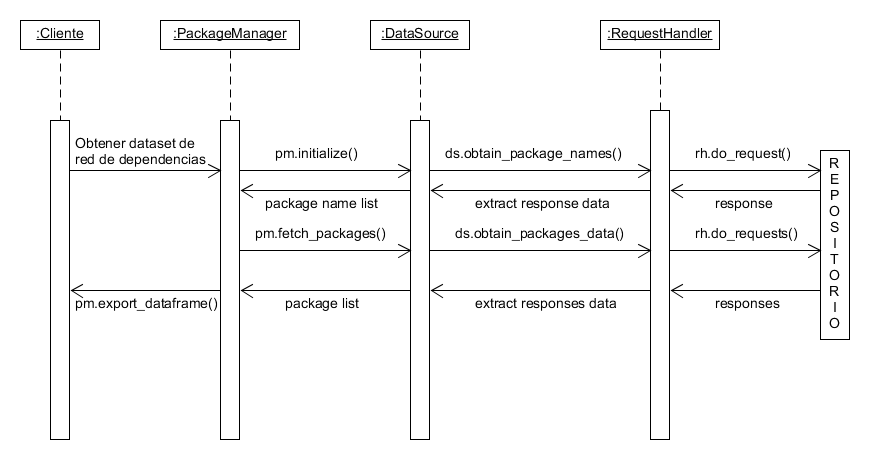 :Cliente
:PackageManager
:DataSource
:RequestHandler
Obtener dataset de
red de dependencias
pm.initialize()
ds.obtain_package_names()
rh.do_request()
package name list
extract response data
response
pm.fetch_packages()
ds.obtain_packages_data()
rh.do_requests()
pm.export_dataframe()
package list
extract responses data
responses
R
E
P
O
S
I
T
O
R
I
O